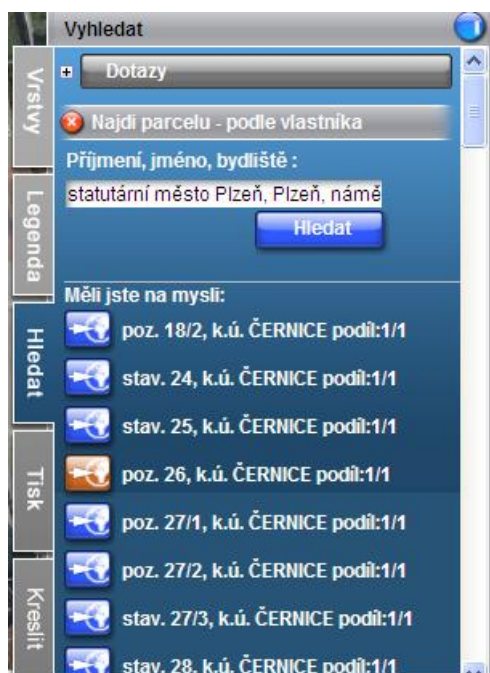 Vyhledat
Vrstvy
Legenda
Hledat
Tisk
Kreslit
Dotazy
Najdi parcelu - podle vlastníka
Příjmení, jméno, bydliště :
statutární město Plzeň, Plzeň, námě
Hledat
Měli jste na mysli:
poz. 18/2, k.ú. ČERNICE podíl:1/1
stav. 24, k.ú. ČERNICE podíl:1/1
stav. 25, k.ú. ČERNICE podíl:1/1
poz. 26, k.ú. ČERNICE podíl:1/1
poz. 27/1, k.ú. ČERNICE podíl:1/1
poz. 27/2, k.ú. ČERNICE podíl:1/1
stav. 27/3, k.ú. ČERNICE podíl:1/1
stav. 28, k.ú. ČERNICE podíl:1/1